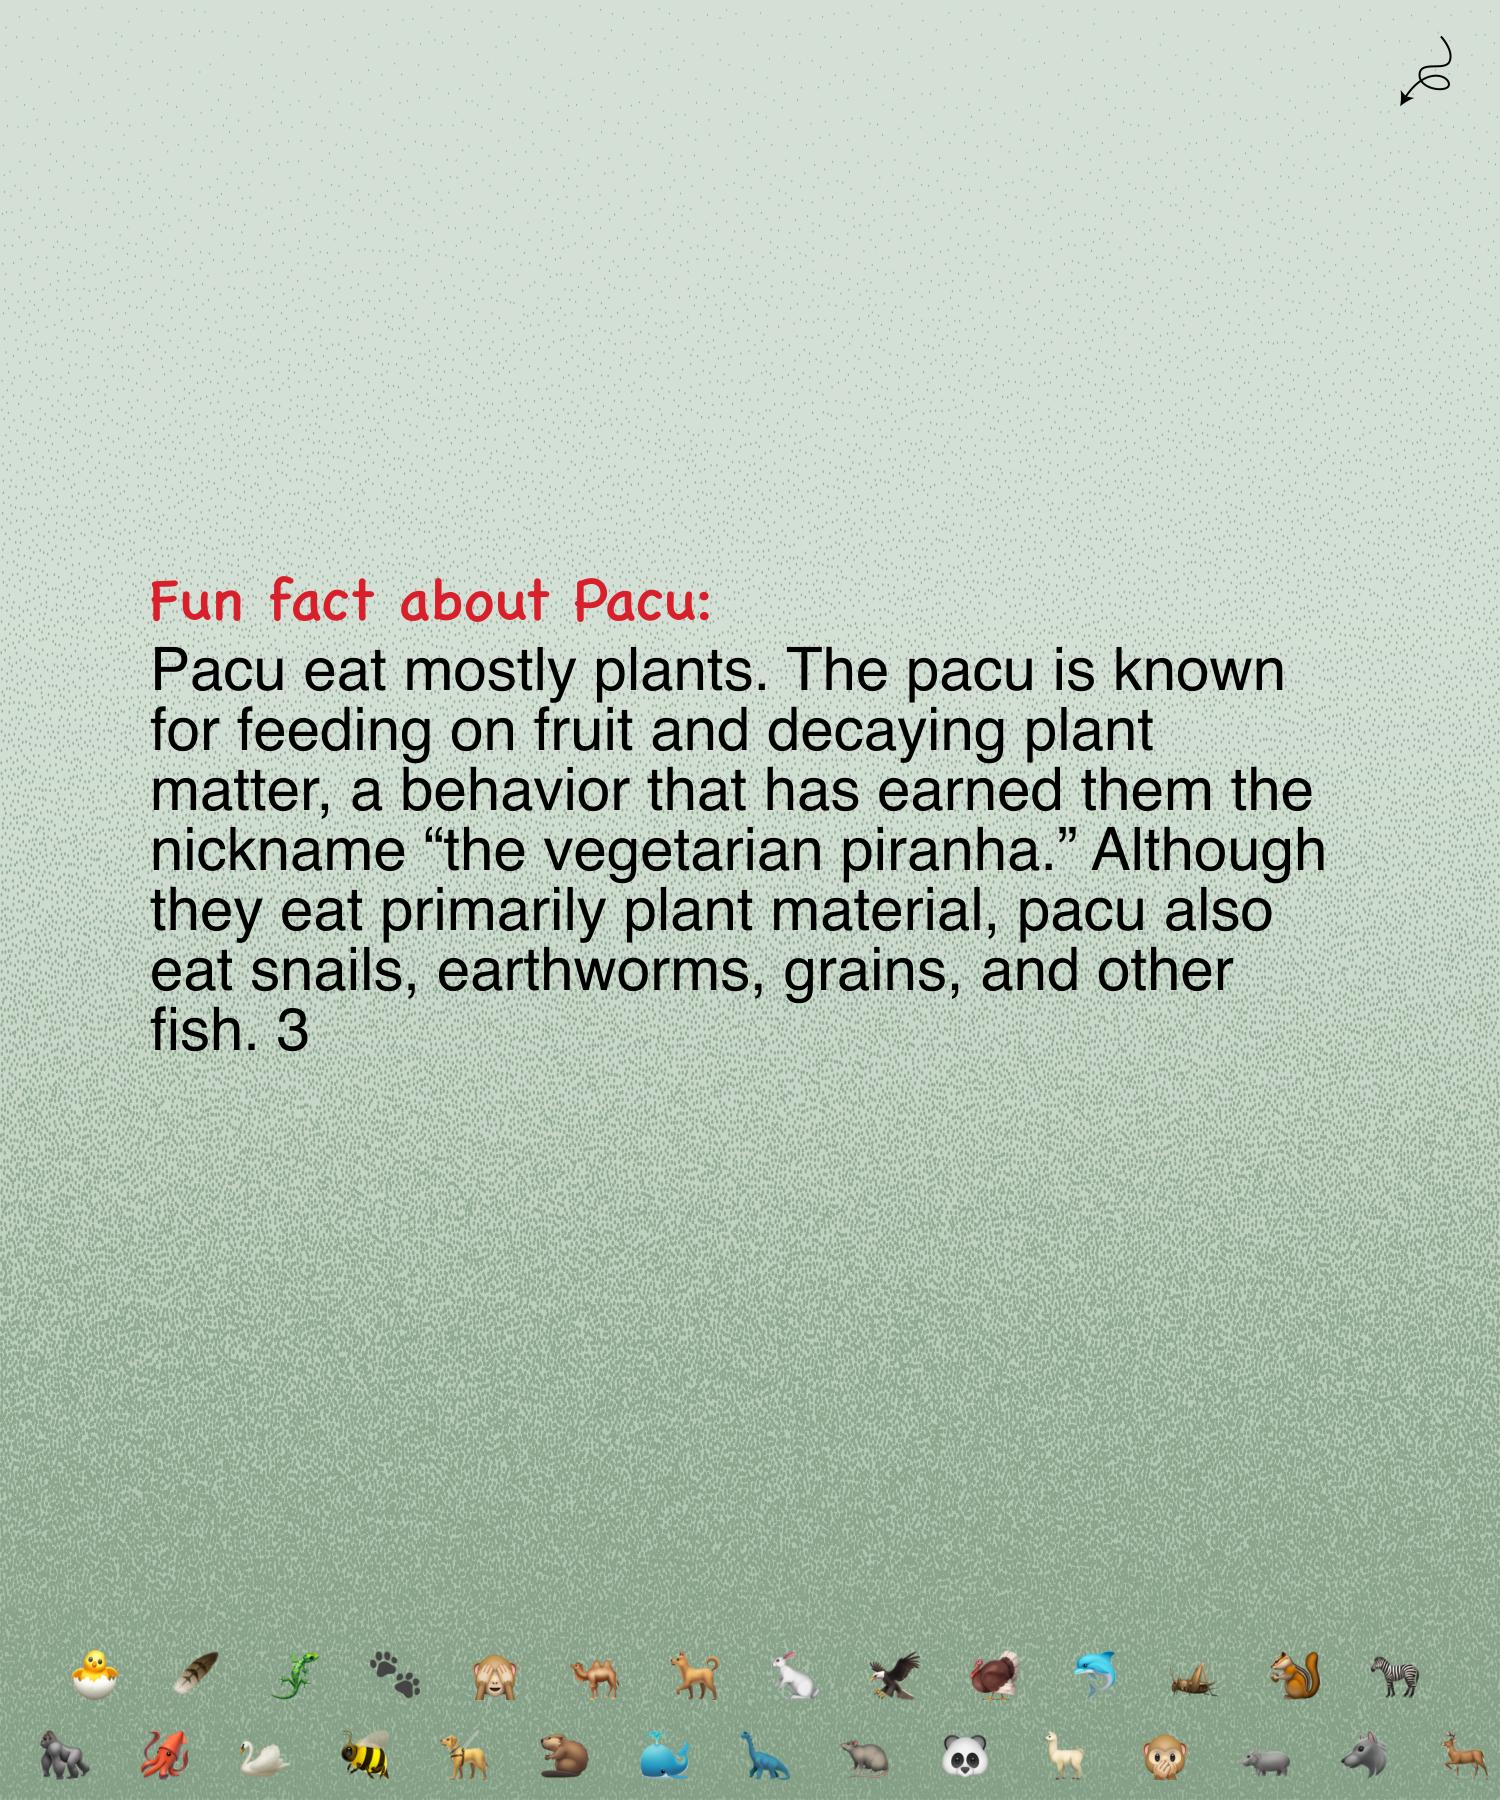 Fun fact about Pacu:
Pacu eat mostly plants. The pacu is known
for feeding on fruit and decaying plant
matter, a behavior that has earned them the
nickname “the vegetarian piranha.” Although
they eat primarily plant material, pacu also
eat snails, earthworms, grains, and other
fish. 3